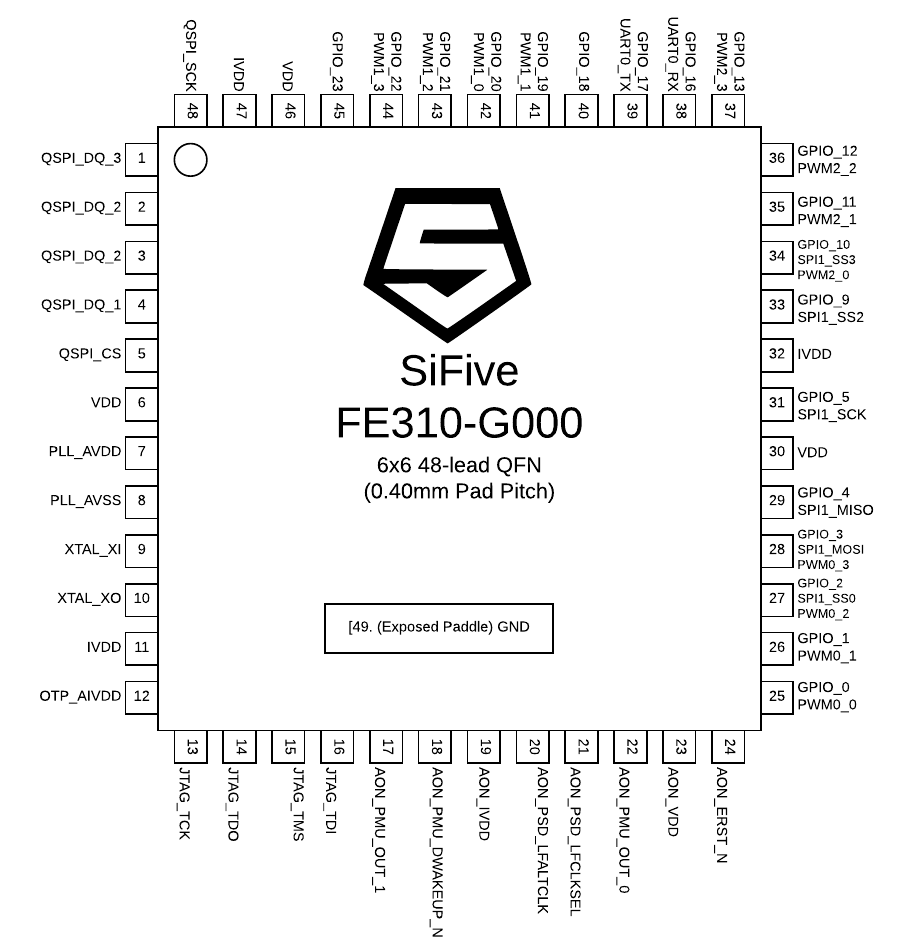 QSPI_SCK
IVDD
VDD
GPIO_23
GPIO_22
PWM1_3
GPIO_21
PWM1_2
GPIO_20
PWM1_0
GPIO_19
PWM1_1
GPIO_18
GPIO_17
UART0_TX
GPIO_16
UART0_RX
GPIO_13
PWM2_3
48 47 46 45 44 43 42 41 40 39 38 37
QSPI_DQ_3 1
QSPI_DQ_2 2
QSPI_DQ_2 3
QSPI_DQ_1 4
QSPI_CS 5
VDD 6
PLL_AVDD 7
PLL_AVSS 8
XTAL_XI 9
XTAL_XO 10
IVDD 11
OTP_AIVDD 12
SiFive
FE310-G000
6x6 48-lead QFN
(0.40mm Pad Pitch)
[49. (Exposed Paddle) GND
36 GPIO_12
PWM2_2
35 GPIO_11
PWM2_1
GPIO_10
34 SPI1_SS3
PWM2_0
33 GPIO_9
SPI1_SS2
32 IVDD
31 GPIO_5
SPI1_SCK
30 VDD
29 GPIO_4
SPI1_MISO
GPIO_3
28 SPI1_MOSI
PWM0_3
GPIO_2
27 SPI1_SS0
PWM0_2
26 GPIO_1
PWM0_1
25 GPIO_0
PWM0_0
13 14 15 16 17 18 19 20 21 22 23 24
JTAG_TCK
JTAG_TDO
JTAG_TMS
JTAG_TDI
AON_PMU_OUT_1
AON_PMU_DWAKEUP_N
AON_IVDD
AON_PSD_LFALTCLK
AON_PSD_LFCLKSEL
AON_PMU_OUT_0
AON_VDD
AON_ERST_N